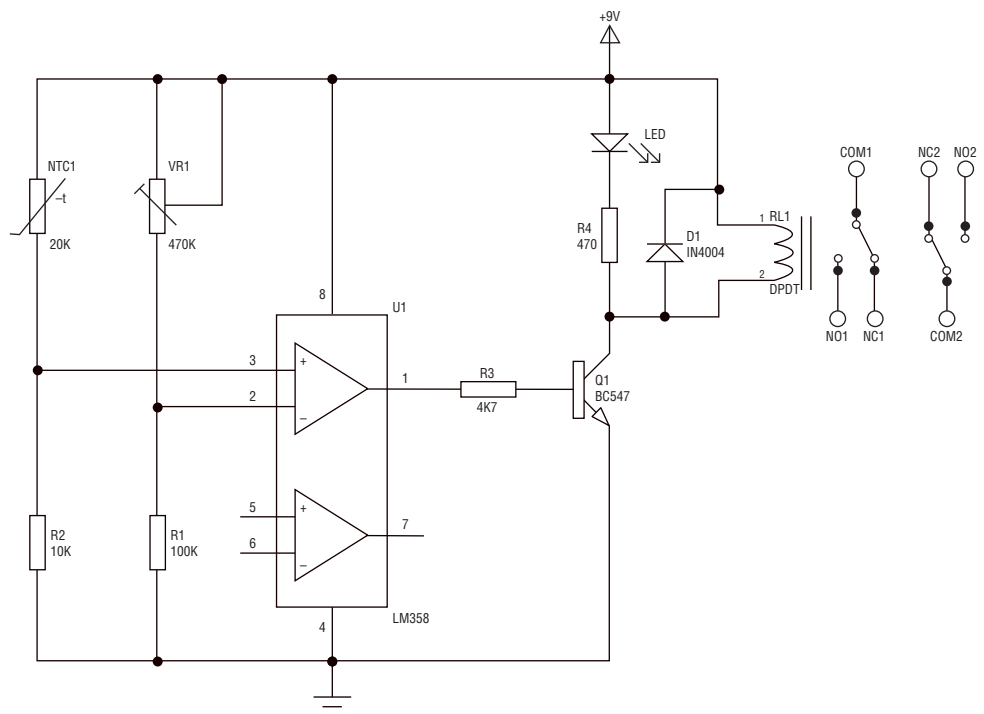 +9V
LED
COM1
NC2
NO2
NTC1
–t
20K
VR1
470K
R4
470
D1
IN4004
1
RL1
2
DPDT
NO1
NC1
COM2
8
U1
3
+
2
–
1
R3
4K7
Q1
BC547
5
+
6
–
7
R2
10K
R1
100K
4
LM358